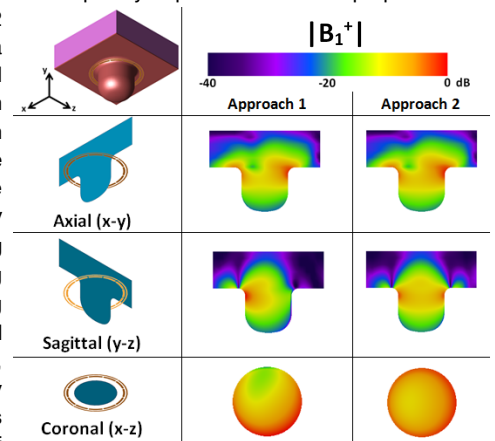 |B₁⁺|
y
x
z
-40
-20
0 dB
Approach 1
Approach 2
Axial (x-y)
Sagittal (y-z)
Coronal (x-z)